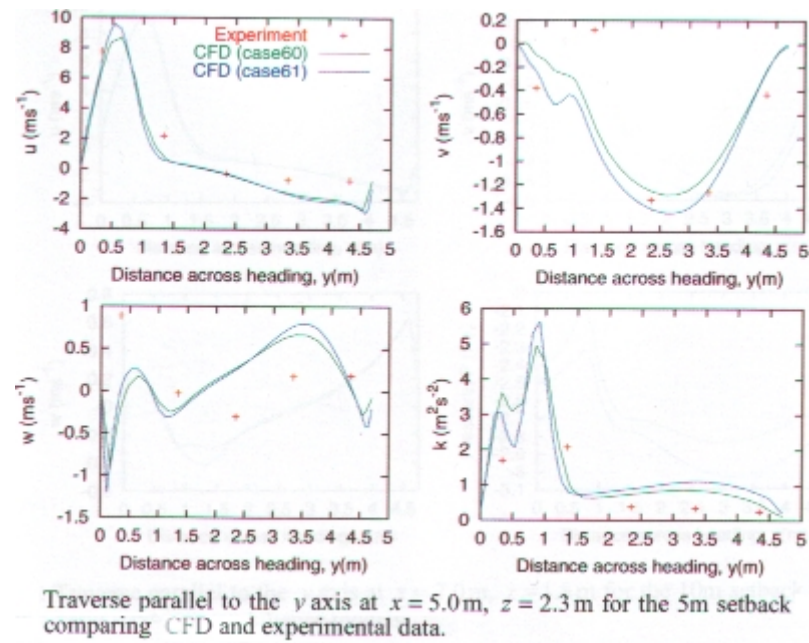 10
8
6
4
2
0
-2
-4
u (ms⁻¹)
Experiment
CFD (case60)
CFD (case61)
0 0.5 1 1.5 2 2.5 3 3.5 4 4.5 5
Distance across heading, y(m)
0.2
0
-0.2
-0.4
-0.6
-0.8
-1
-1.2
-1.4
-1.6
v (ms⁻¹)
0 0.5 1 1.5 2 2.5 3 3.5 4 4.5 5
Distance across heading, y(m)
1
0.5
0
-0.5
-1
-1.5
w (ms⁻¹)
0 0.5 1 1.5 2 2.5 3 3.5 4 4.5 5
Distance across heading, y(m)
6
5
4
3
2
1
0
k (m²s⁻²)
0 0.5 1 1.5 2 2.5 3 3.5 4 4.5 5
Distance across heading, y(m)
Traverse parallel to the y axis at x = 5.0 m, z = 2.3 m for the 5m setback
comparing CFD and experimental data.